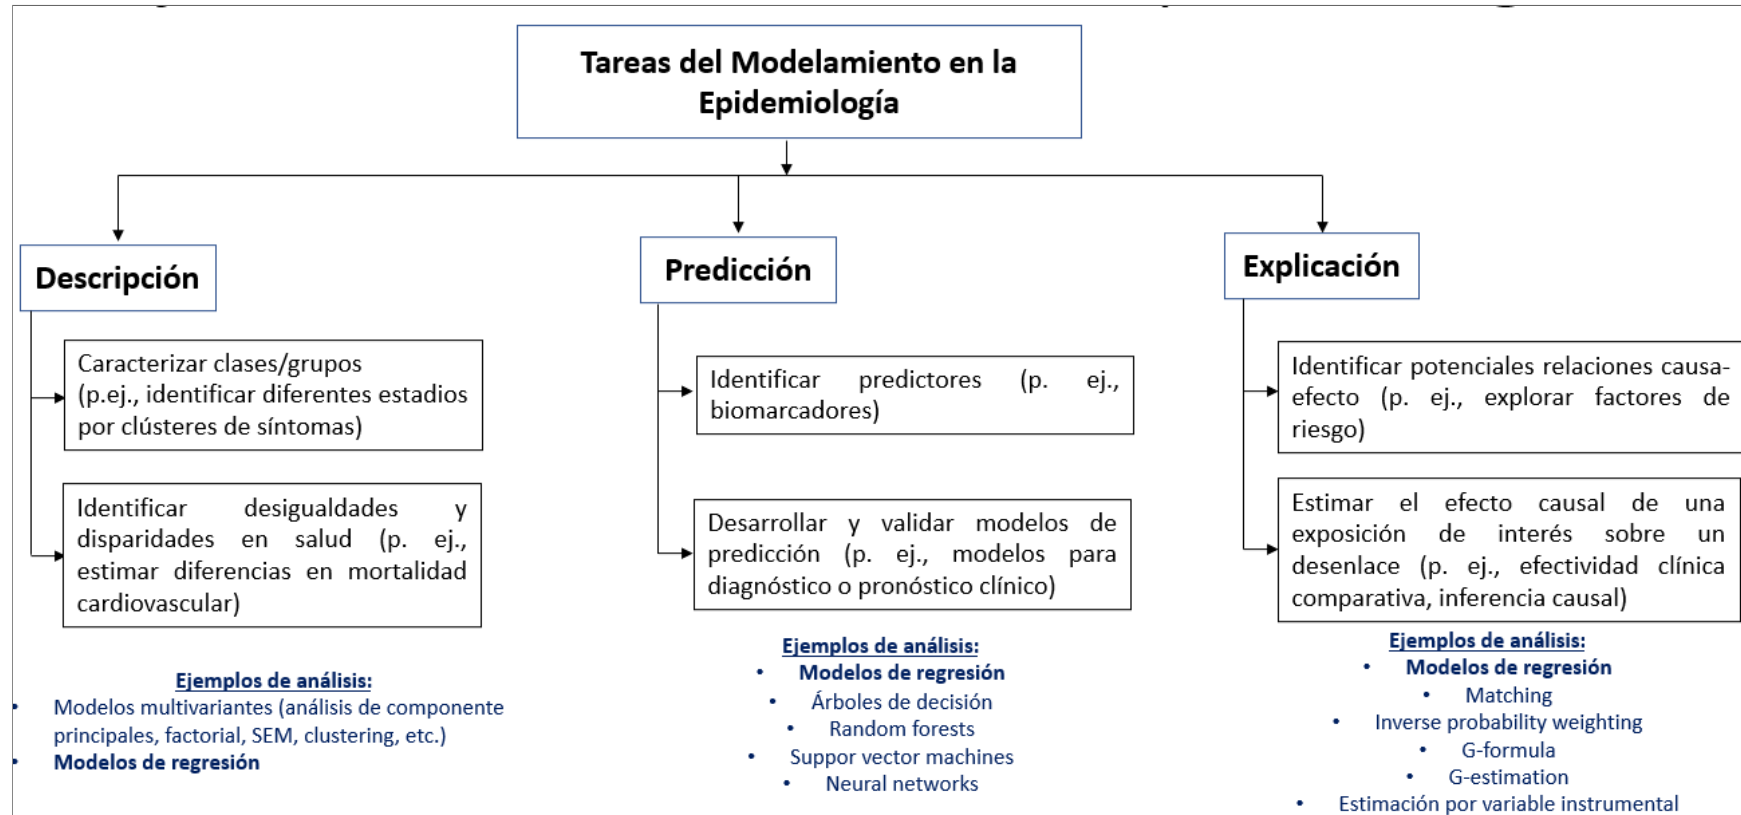 Tareas del Modelamiento en la
Epidemiología
Descripción
Caracterizar clases/grupos
(p.ej., identificar diferentes estadios
por clústeres de síntomas)
Identificar desigualdades y
disparidades en salud (p. ej.,
estimar diferencias en mortalidad
cardiovascular)
Ejemplos de análisis:
• Modelos multivariantes (análisis de componente
principales, factorial, SEM, clustering, etc.)
• Modelos de regresión
Predicción
Identificar predictores (p. ej.,
biomarcadores)
Desarrollar y validar modelos de
predicción (p. ej., modelos para
diagnóstico o pronóstico clínico)
Ejemplos de análisis:
• Modelos de regresión
• Árboles de decisión
• Random forests
• Suppor vector machines
• Neural networks
Explicación
Identificar potenciales relaciones causa-
efecto (p. ej., explorar factores de
riesgo)
Estimar el efecto causal de una
exposición de interés sobre un
desenlace (p. ej., efectividad clínica
comparativa, inferencia causal)
Ejemplos de análisis:
• Modelos de regresión
• Matching
• Inverse probability weighting
• G-formula
• G-estimation
• Estimación por variable instrumental